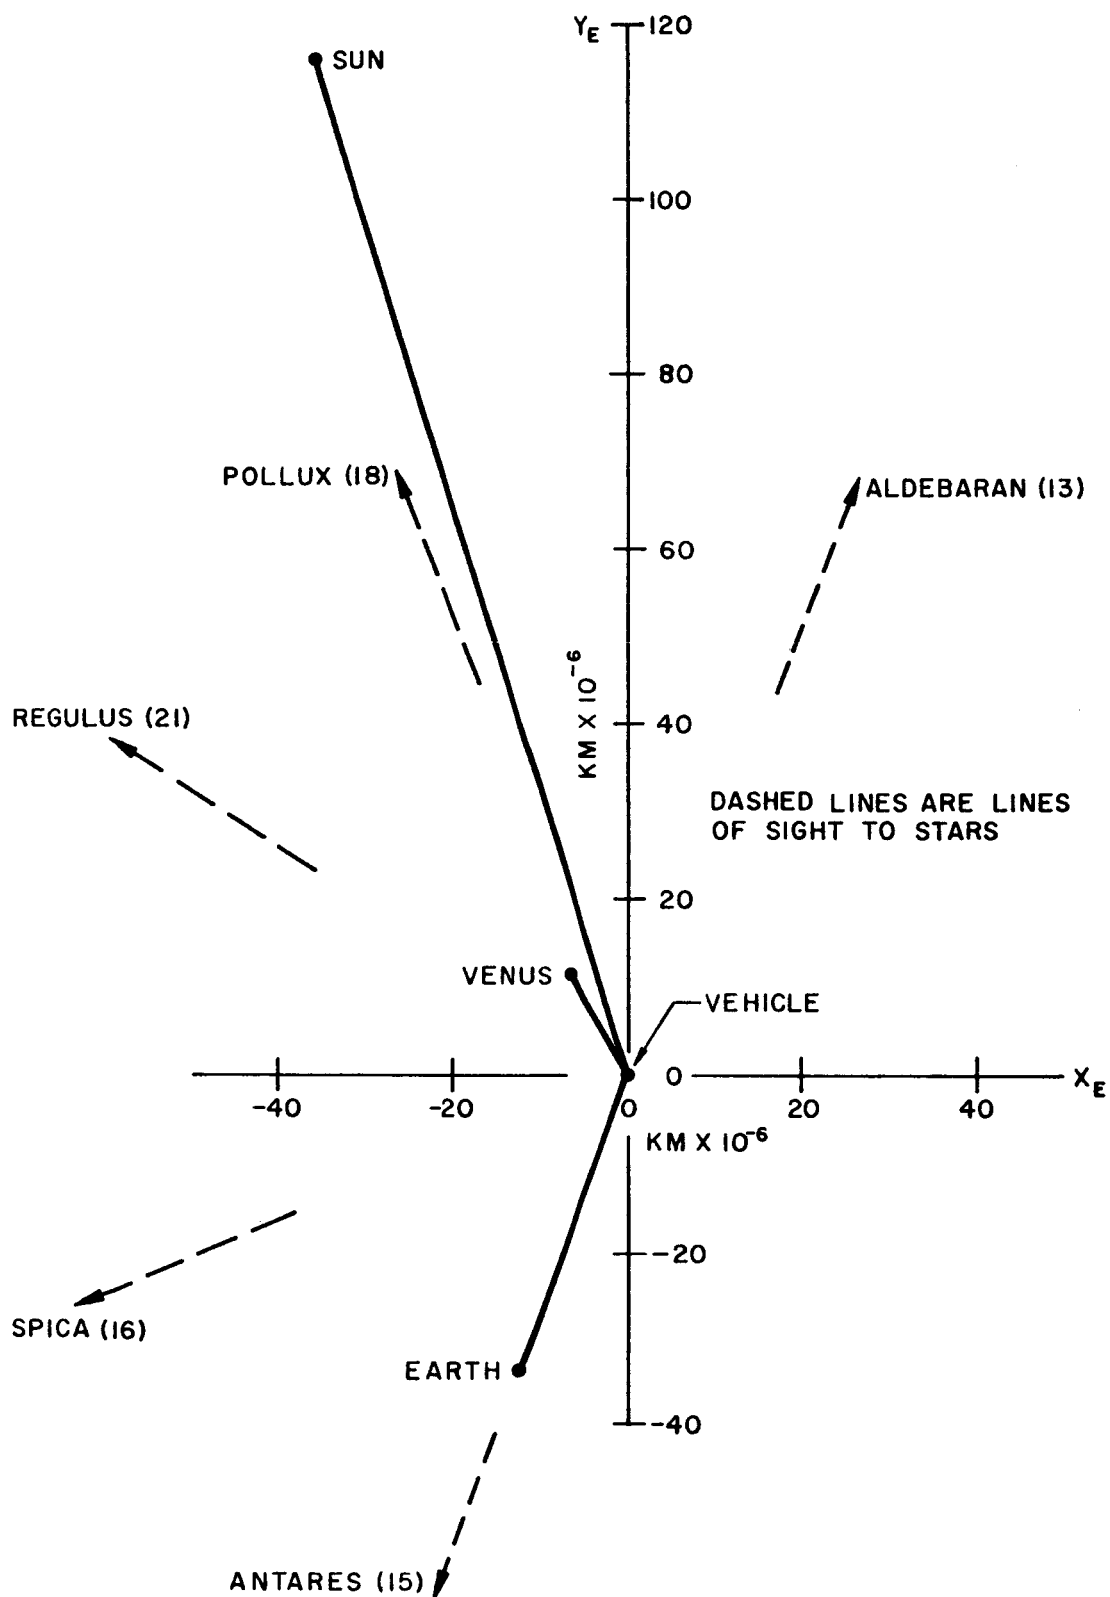 Y_E
120
SUN
100
80
POLLUX (18)
ALDEBARAN (13)
60
KM X 10^-6
REGULUS (21)
40
DASHED LINES ARE LINES
OF SIGHT TO STARS
20
VENUS
VEHICLE
0
X_E
-40
-20
0
20
40
KM X 10^-6
-20
SPICA (16)
EARTH
-40
ANTARES (15)